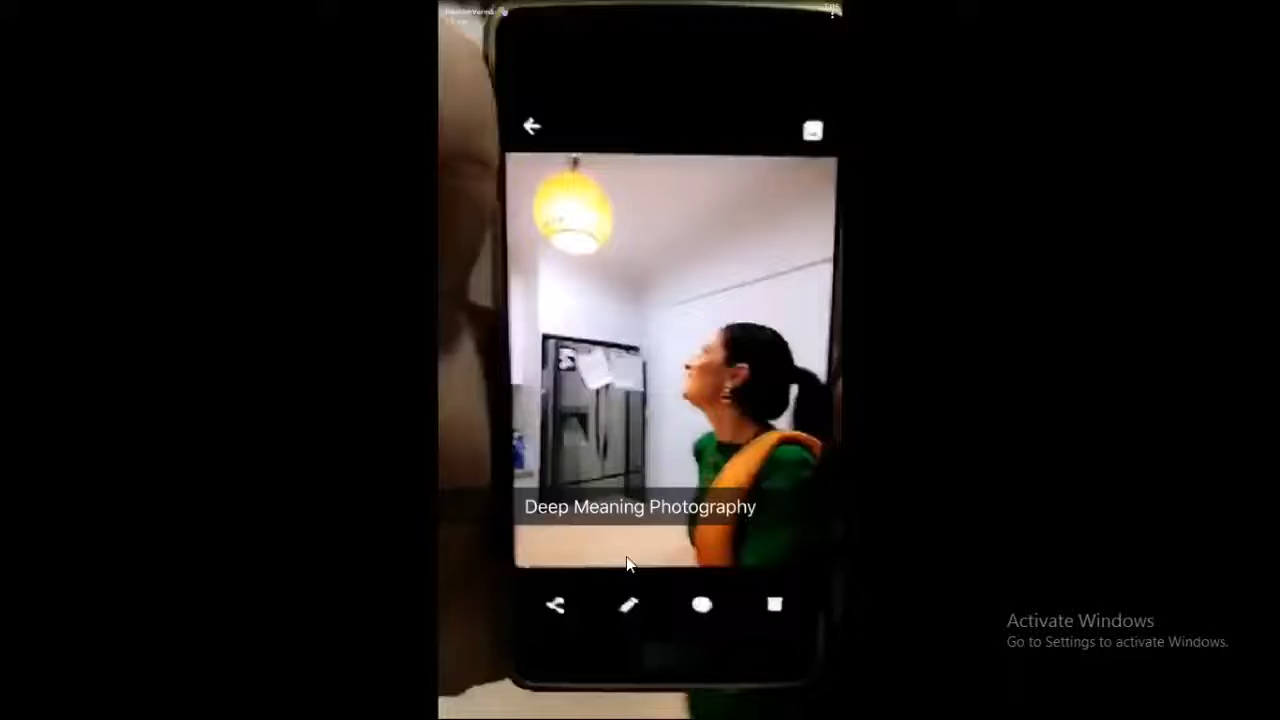 Deep Meaning Photography
Activate Windows
Go to Settings to activate Windows.